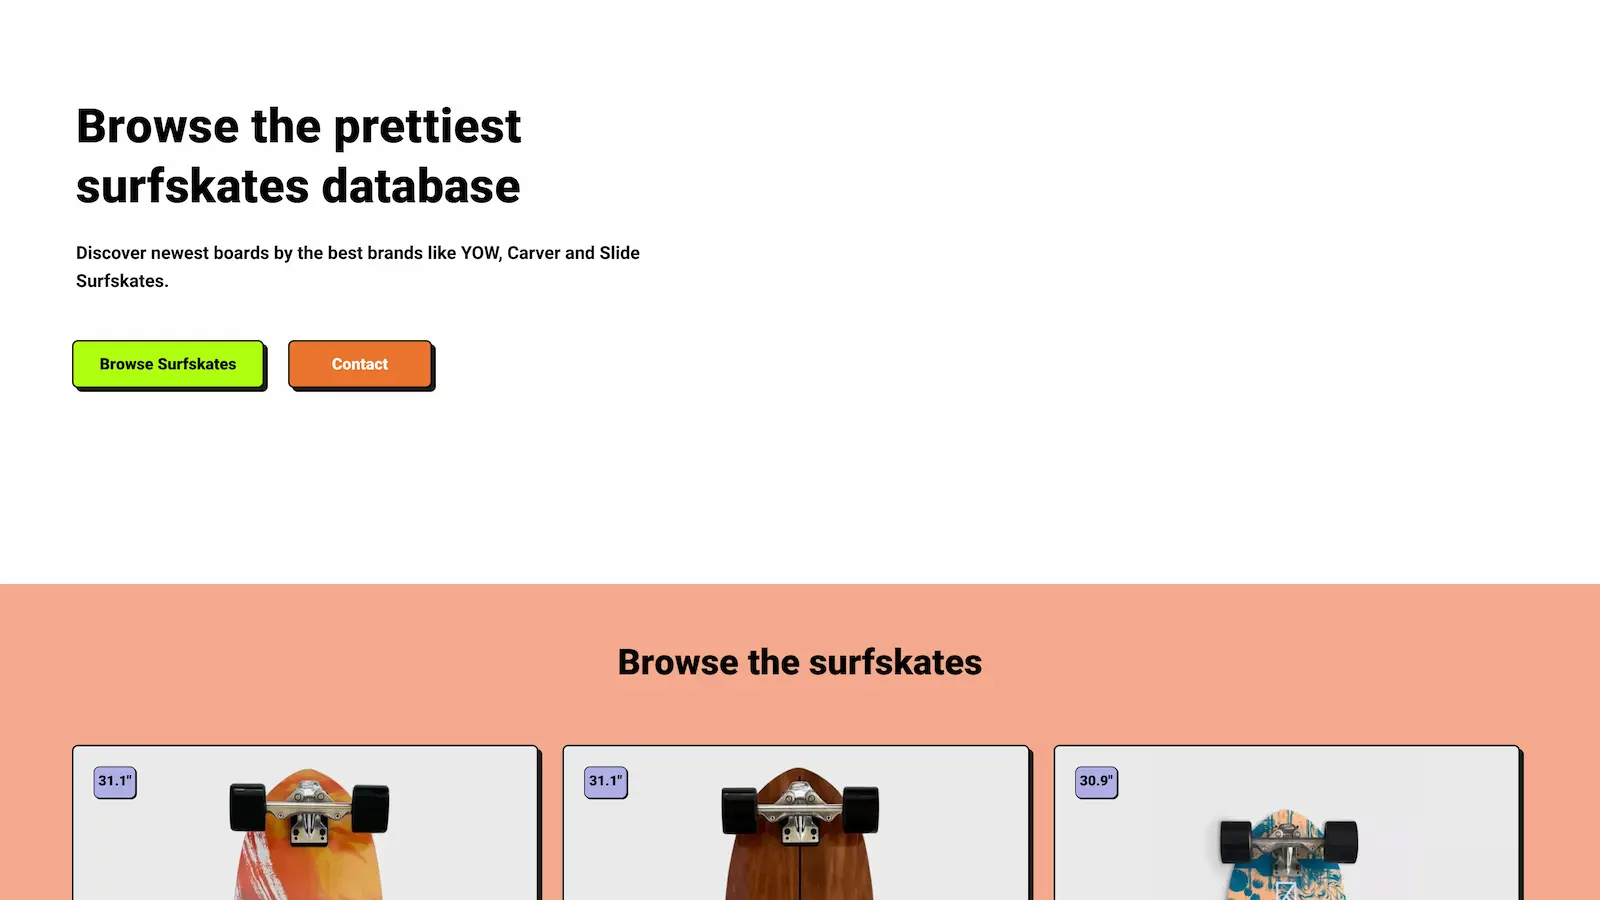 Browse the prettiest
surfskates database
Discover newest boards by the best brands like YOW, Carver and Slide
Surfskates.
Browse Surfskates
Contact
Browse the surfskates
31.1"
31.1"
30.9"